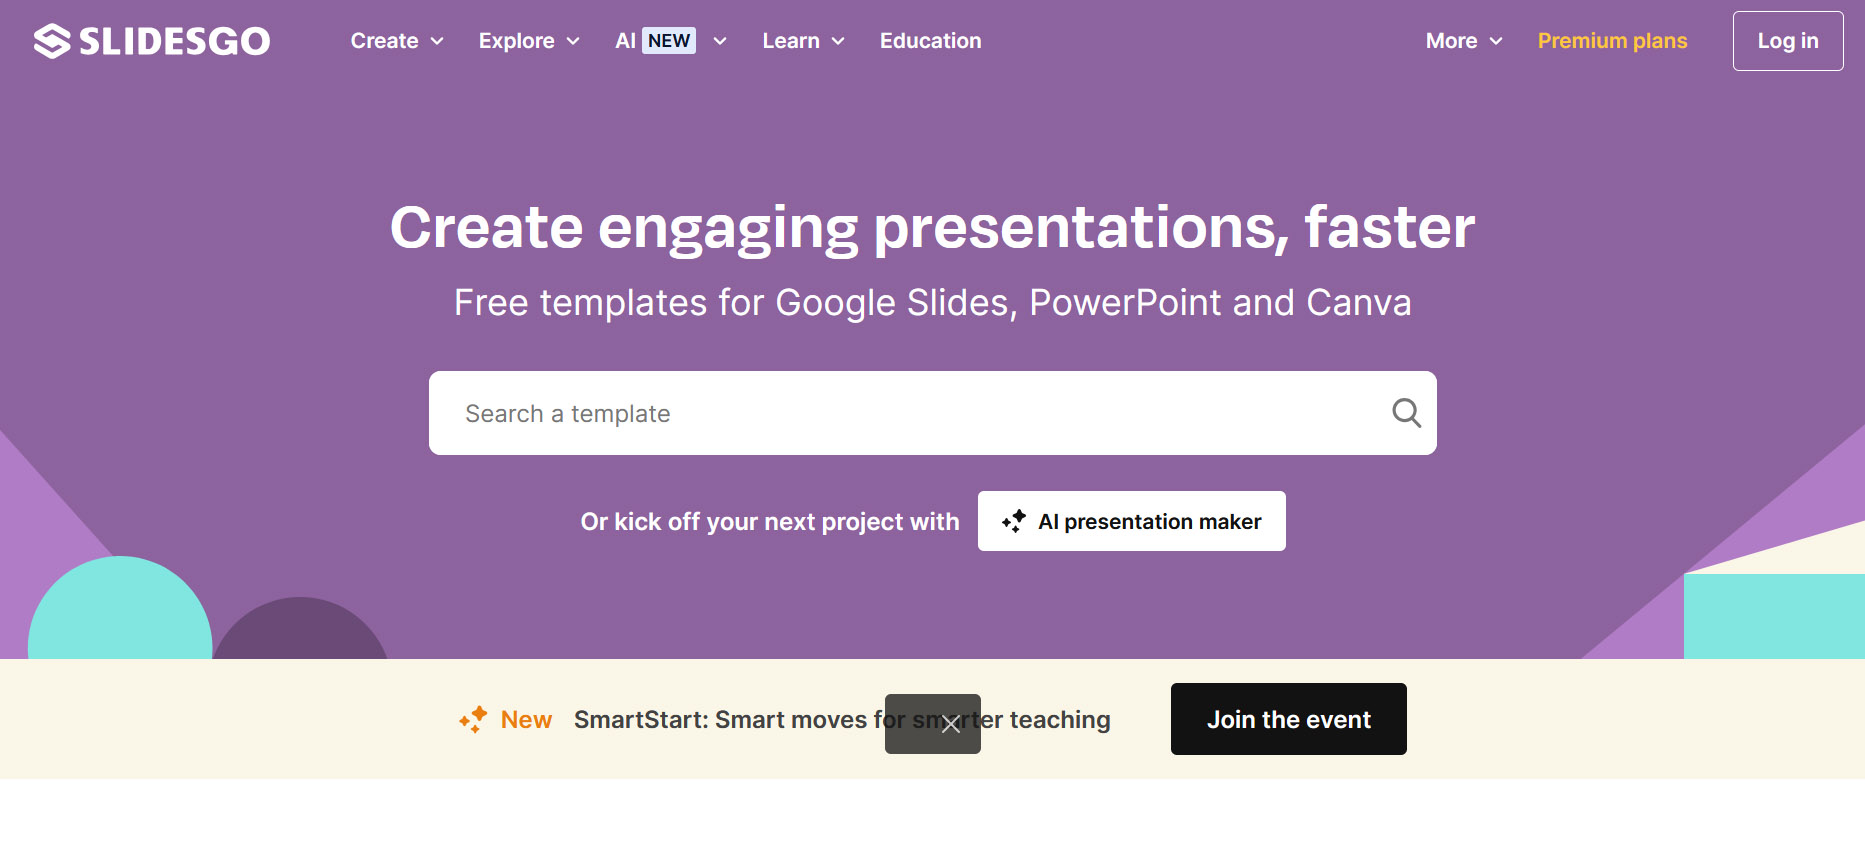 SLIDESGO
Create
Explore
AI NEW
Learn
Education
More
Premium plans
Log in
Create engaging presentations, faster
Free templates for Google Slides, PowerPoint and Canva
Search a template
Or kick off your next project with
AI presentation maker
New SmartStart: Smart moves for smarter teaching
Join the event